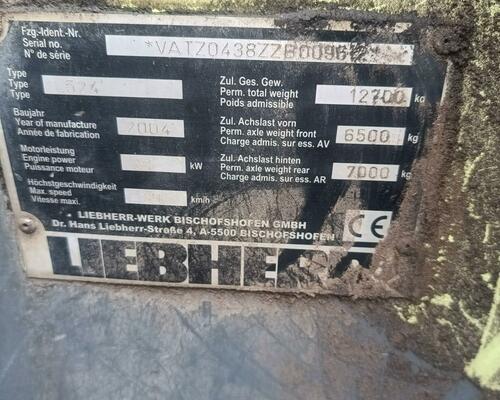 Fzg.-Ident.-Nr.
Serial no.
N° de série
Type
Type
Type
524
Baujahr
Year of manufacture
Année de fabrication
2004
Motorleistung
Engine power
Puissance moteur
kW
Höchstgeschwindigkeit
Max. speed
Vitesse maxi.
km/h
Zul. Ges. Gew.
Perm. total weight
Poids admissible
12700 kg
Zul. Achslast vorn
Perm. axle weight front
Charge admis. sur ess. AV
6500 kg
Zul. Achslast hinten
Perm. axle weight rear
Charge admis. sur ess. AR
7000 kg
LIEBHERR-WERK BISCHOFSHOFEN GMBH
Dr. Hans Liebherr-Straße 4, A-5500 BISCHOFSHOFEN
CE
LIEBHER